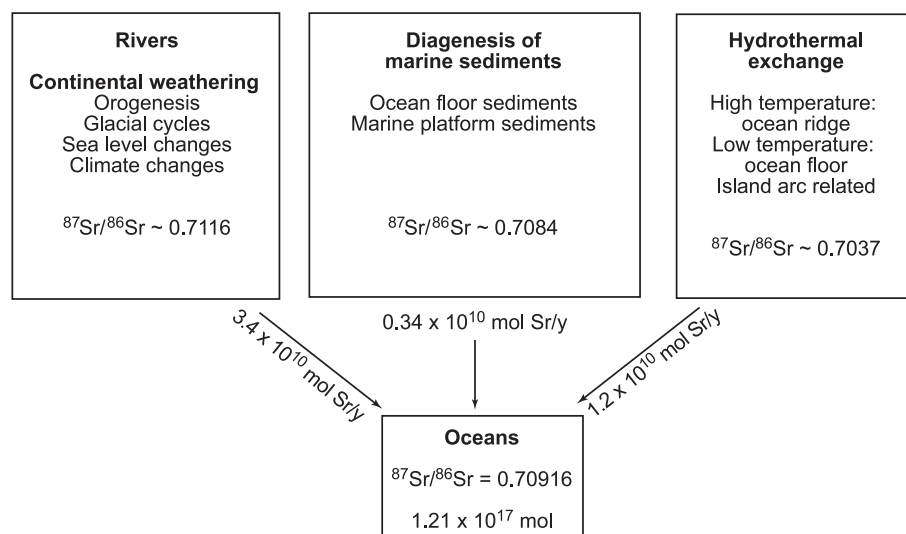 Rivers
Continental weathering
Orogenesis
Glacial cycles
Sea level changes
Climate changes
⁸⁷Sr/⁸⁶Sr ~ 0.7116
Diagenesis of
marine sediments
Ocean floor sediments
Marine platform sediments
⁸⁷Sr/⁸⁶Sr ~ 0.7084
Hydrothermal
exchange
High temperature:
ocean ridge
Low temperature:
ocean floor
Island arc related
⁸⁷Sr/⁸⁶Sr ~ 0.7037
3.4 x 10¹⁰ mol Sr/y
0.34 x 10¹⁰ mol Sr/y
1.2 x 10¹⁰ mol Sr/y
Oceans
⁸⁷Sr/⁸⁶Sr = 0.70916
1.21 x 10¹⁷ mol